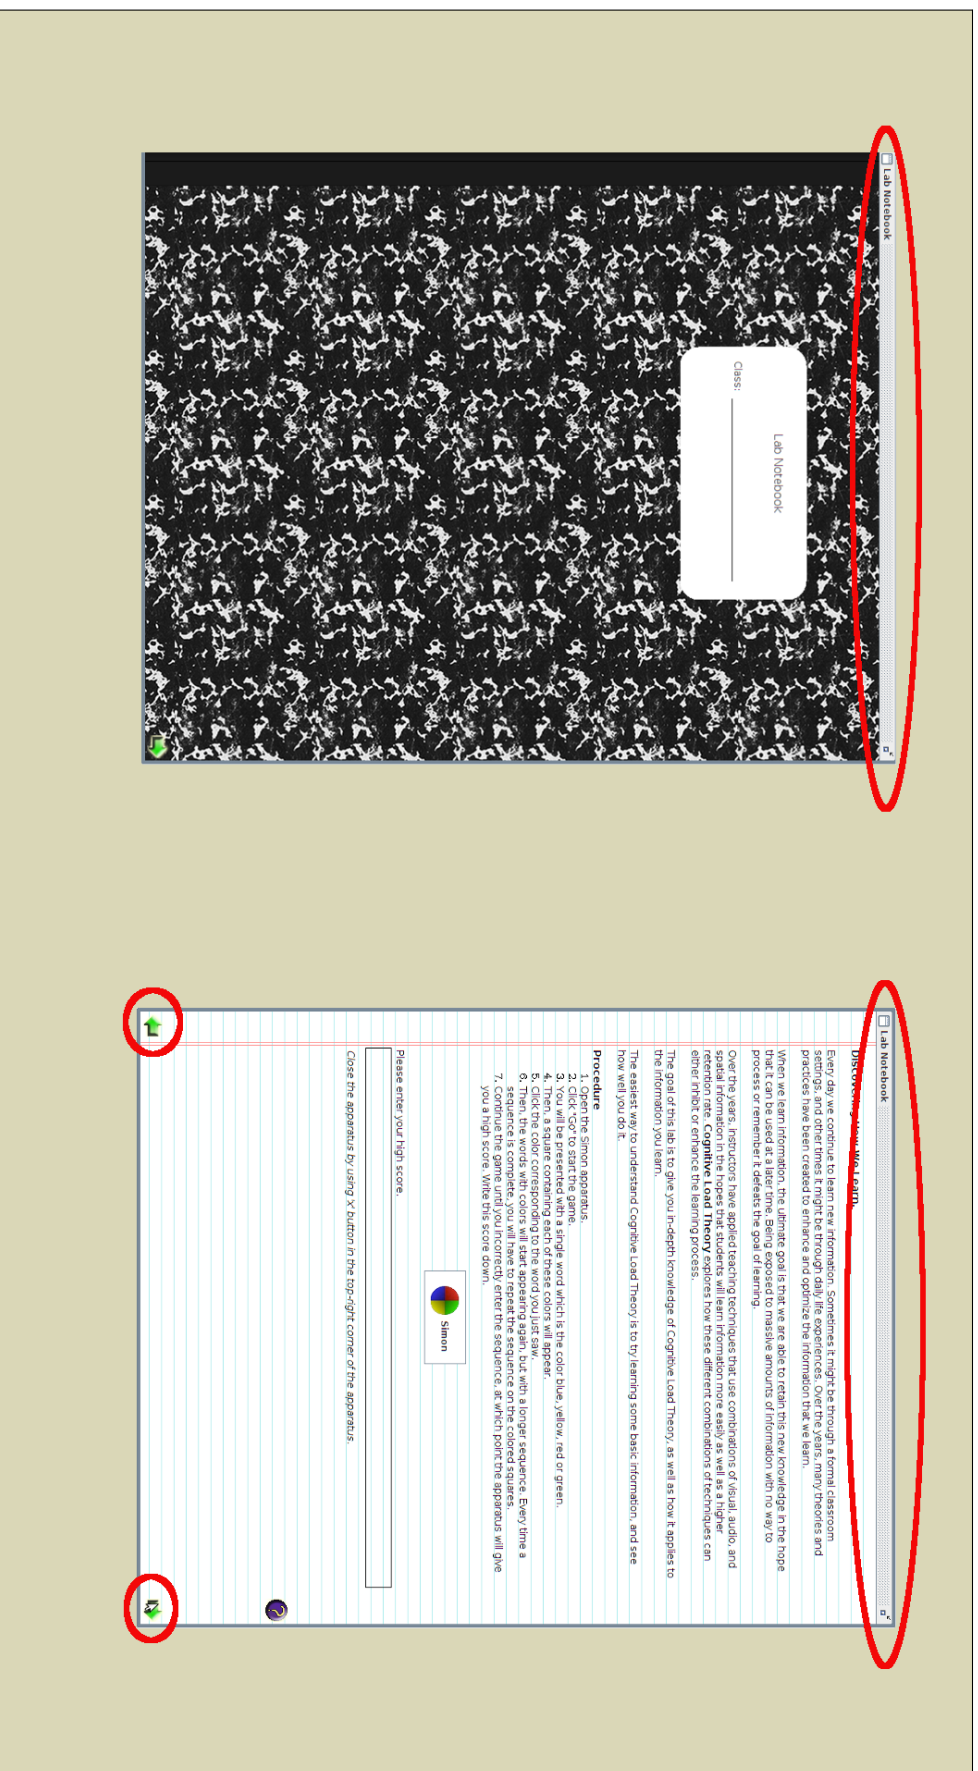 Lab Notebook
Lab Notebook
Class:
Lab Notebook
Discovering How We Learn.
Every day we continue to learn new information. Sometimes it might be through a formal classroom
settings, and other times it might be through daily life experiences. Over the years, many theories and
practices have been created to enhance and optimize the information that we learn.
When we learn information, the ultimate goal is that we are able to retain this new knowledge in the hope
that it can be used at a later time. Being exposed to massive amounts of information with no way to
process or remember it defeats the goal of learning.
Over the years, instructors have applied teaching techniques that use combinations of visual, audio, and
spatial information in the hopes that students will learn information more easily as well as a higher
retention rate. Cognitive Load Theory explores how these different combinations of techniques can
either inhibit or enhance the learning process.
The goal of this lab is to give you in-depth knowledge of Cognitive Load Theory, as well as how it applies to
the information you learn.
The easiest way to understand Cognitive Load Theory is to try learning some basic information, and see
how well you do it.
Procedure
1. Open the Simon apparatus.
2. Click "Go" to start the game.
3. You will be presented with a single word which is the color blue, yellow, red or green.
4. Then, a square containing each of these colors will appear.
5. Click the color corresponding to the word you just saw.
6. Then, the words with colors will start appearing again, but with a longer sequence. Every time a
sequence is complete, you will have to repeat the sequence on the colored squares.
7. Continue the game until you incorrectly enter the sequence, at which point the apparatus will give
you a high score. Write this score down.
Simon
Please enter your high score.
Close the apparatus by using 'x' button in the top-right corner of the apparatus.
?